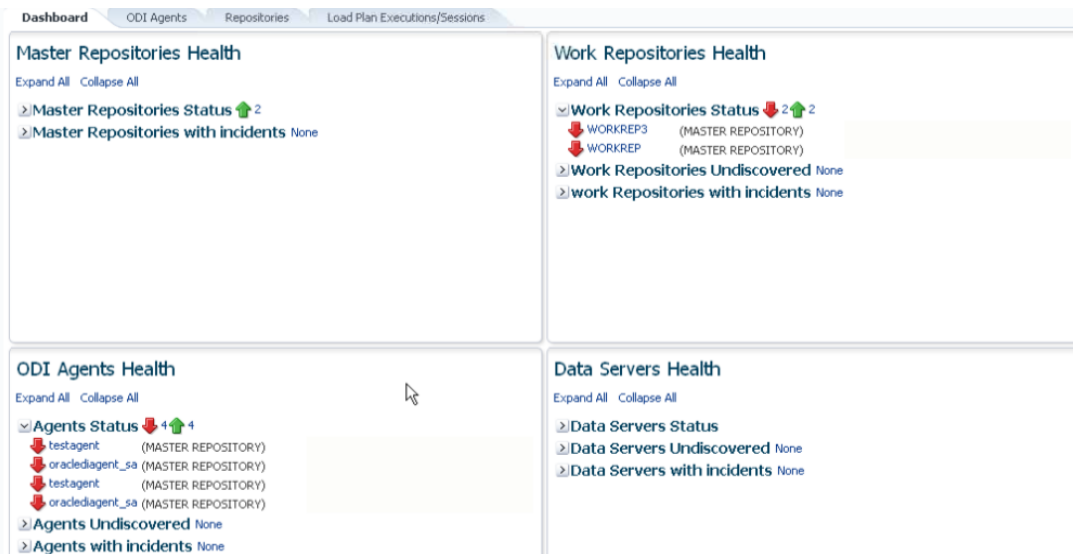 Dashboard ODI Agents Repositories Load Plan Executions/Sessions
Master Repositories Health
Expand All Collapse All
Master Repositories Status 2
Master Repositories with incidents None
Work Repositories Health
Expand All Collapse All
Work Repositories Status 2 2
WORKREP3 (MASTER REPOSITORY)
WORKREP (MASTER REPOSITORY)
Work Repositories Undiscovered None
work Repositories with incidents None
ODI Agents Health
Expand All Collapse All
Agents Status 4 4
testagent (MASTER REPOSITORY)
oraclediagent_sa (MASTER REPOSITORY)
testagent (MASTER REPOSITORY)
oraclediagent_sa (MASTER REPOSITORY)
Agents Undiscovered None
Agents with incidents None
Data Servers Health
Expand All Collapse All
Data Servers Status
Data Servers Undiscovered None
Data Servers with incidents None